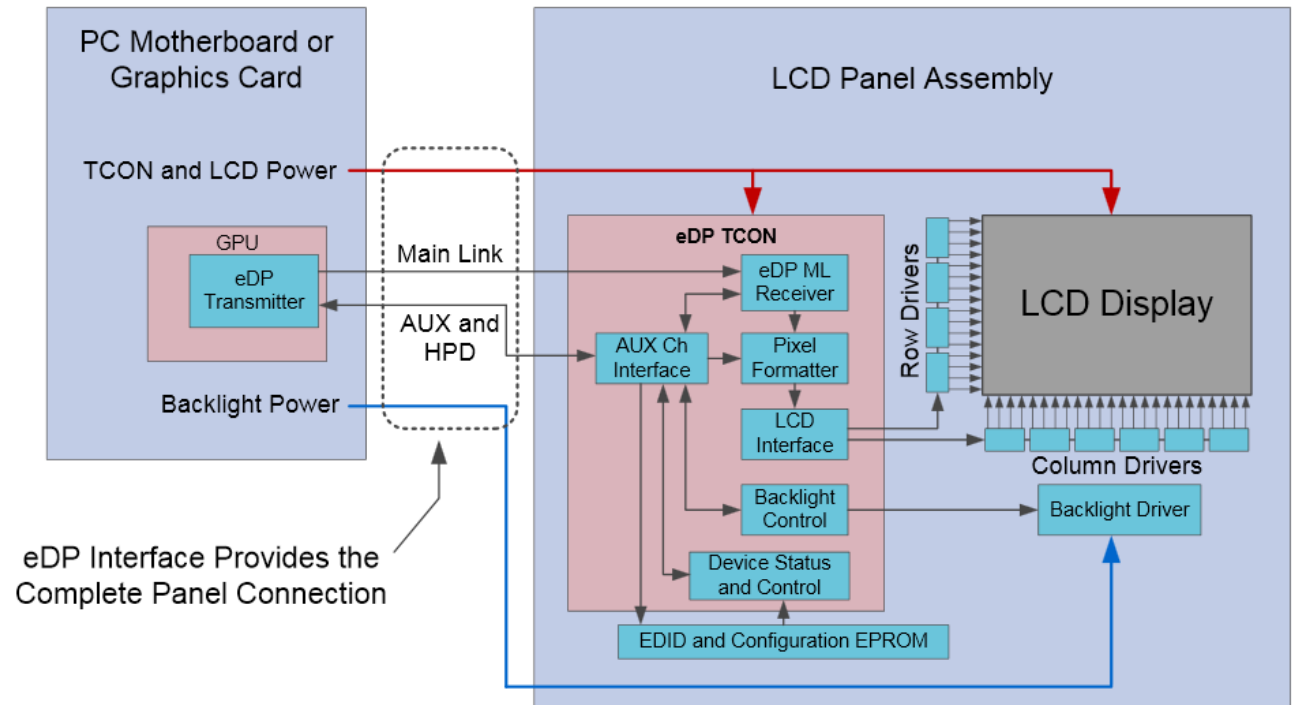 PC Motherboard or
Graphics Card
LCD Panel Assembly
TCON and LCD Power
GPU
eDP
Transmitter
Main Link
AUX and
HPD
Backlight Power
eDP TCON
eDP ML
Receiver
AUX Ch
Interface
Pixel
Formatter
LCD
Interface
Backlight
Control
Device Status
and Control
EDID and Configuration EPROM
Row Drivers
LCD Display
Column Drivers
Backlight Driver
eDP Interface Provides the
Complete Panel Connection